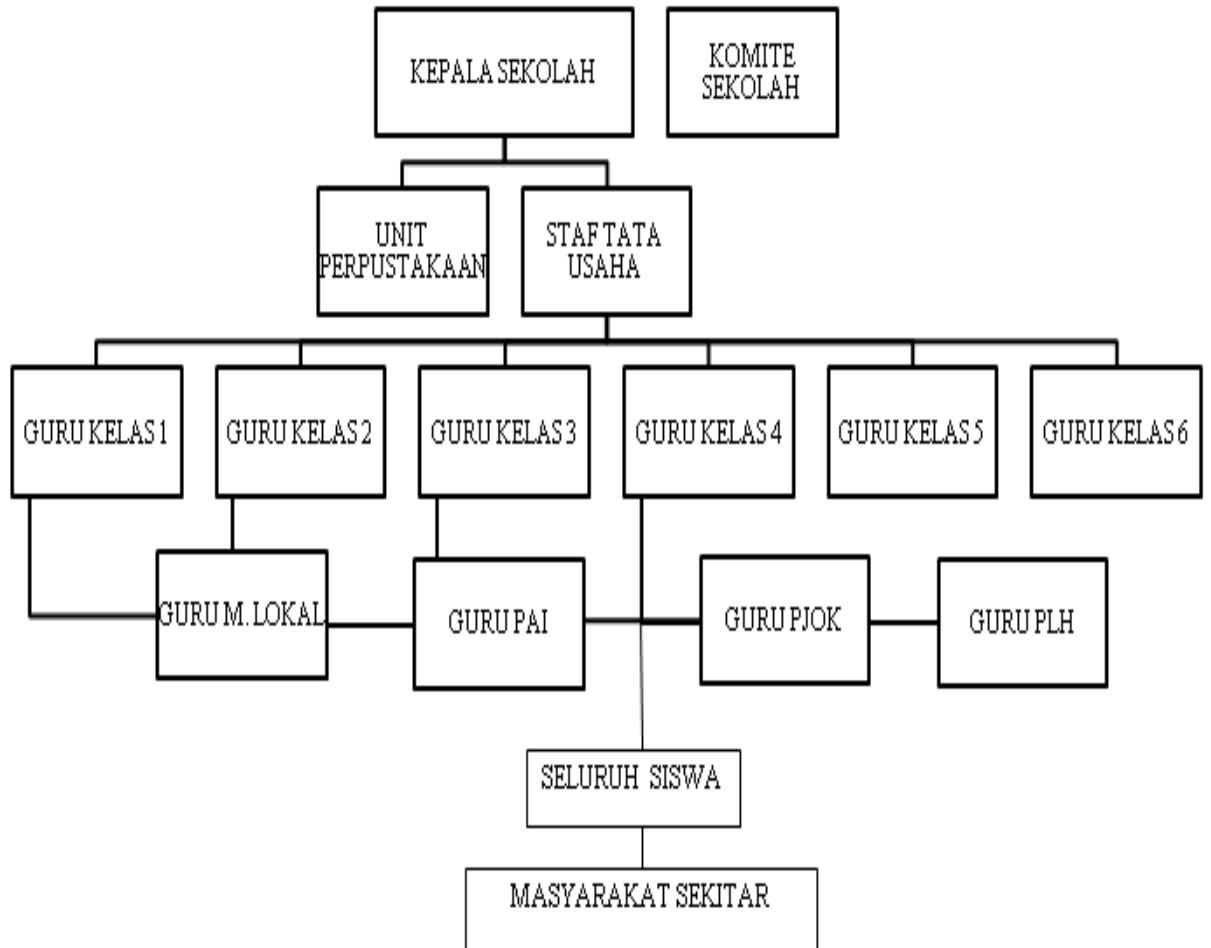 KEPALA SEKOLAH
KOMITE
SEKOLAH
UNIT
PERPUSTAKAAN
STAF TATA
USAHA
GURU KELAS 1
GURU KELAS 2
GURU KELAS 3
GURU KELAS 4
GURU KELAS 5
GURU KELAS 6
GURU M. LOKAL
GURU PAI
GURU PJOK
GURU PLH
SELURUH SISWA
MASYARAKAT SEKITAR